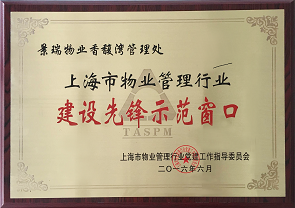 景瑞物业香馥湾管理处
上海市物业管理行业
建设先锋示范窗口
TASPM
上海市物业管理行业党建工作指导委员会
二〇一六年六月